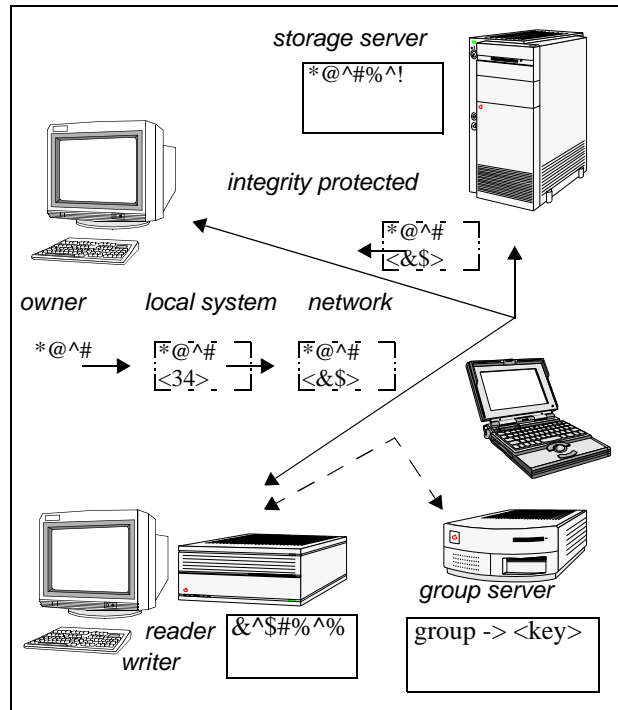 storage server
*@^#%^!
integrity protected
*@^#
<&$>
owner
local system
network
*@^#
*@^#
<34>
*@^#
<&$>
group server
reader
writer
&^$#%^%
group -> <key>